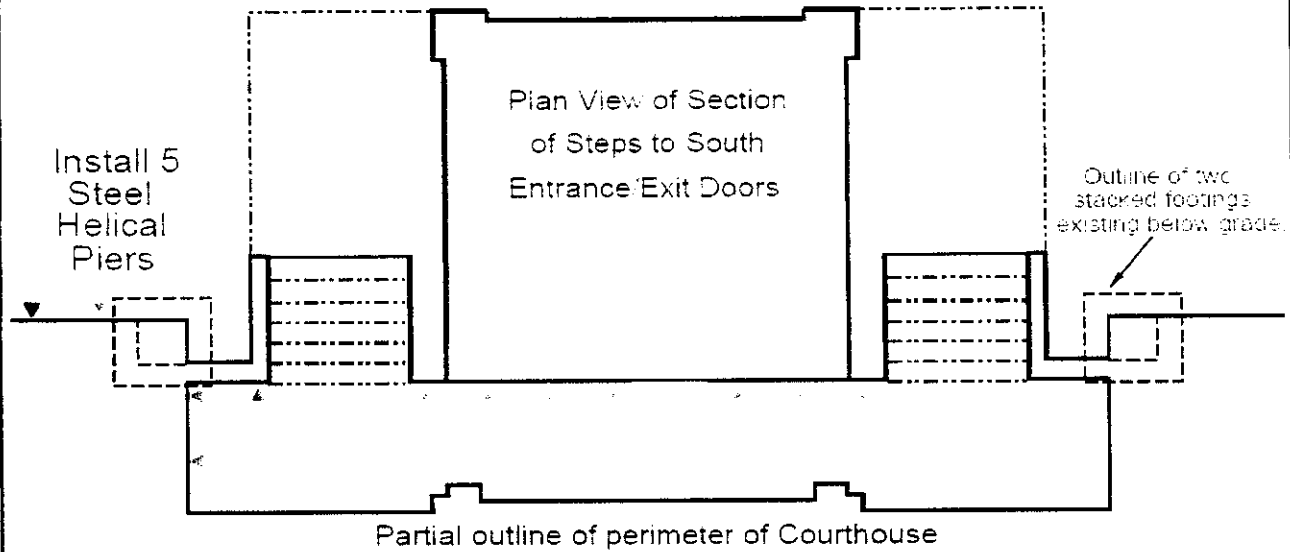 Plan View of Section
of Steps to South
Entrance/Exit Doors
Install 5
Steel
Helical
Piers
Outline of two
stacked footings
existing below grade.
A
A
Partial outline of perimeter of Courthouse